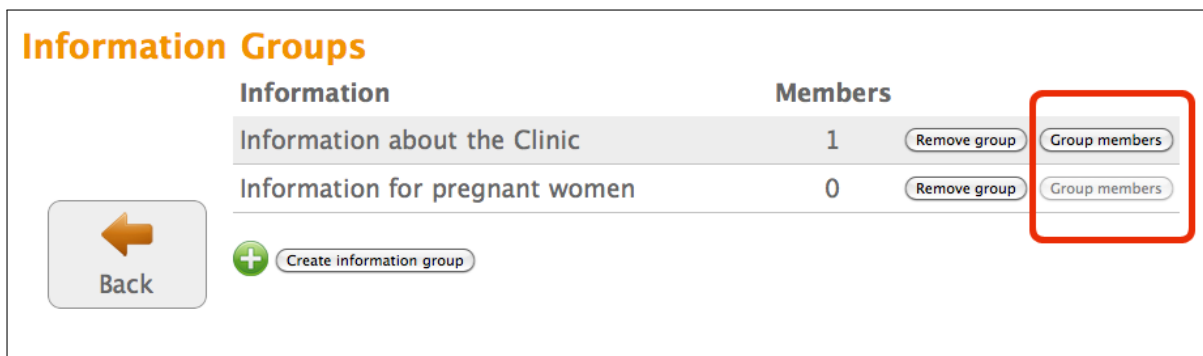 Information Groups
Information Members
Information about the Clinic 1 Remove group Group members
Information for pregnant women 0 Remove group Group members
Create information group
Back